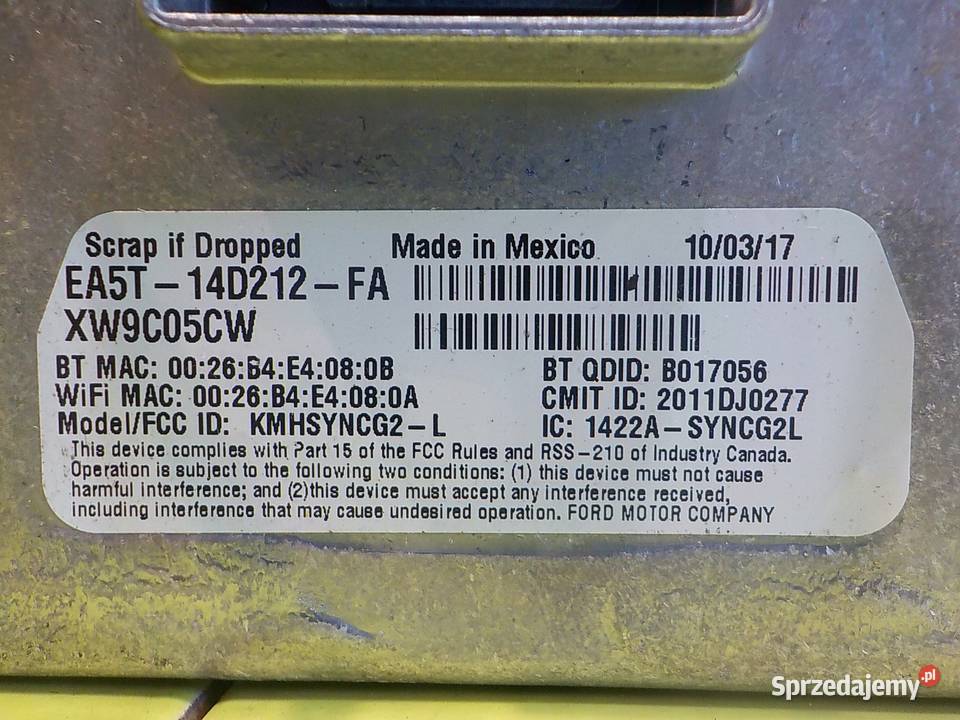 Scrap if Dropped Made in Mexico 10/03/17
EA5T-14D212-FA
XW9C05CW
BT MAC: 00:26:B4:E4:08:0B BT QDID: B017056
WiFi MAC: 00:26:B4:E4:08:0A CMIT ID: 2011DJ0277
Model/FCC ID: KMHSYNCG2-L IC: 1422A-SYNCG2L
This device complies with Part 15 of the FCC Rules and RSS-210 of Industry Canada.
Operation is subject to the following two conditions: (1) this device must not cause
harmful interference; and (2)this device must accept any interference received,
including interference that may cause undesired operation. FORD MOTOR COMPANY
Sprzedajemy.pl